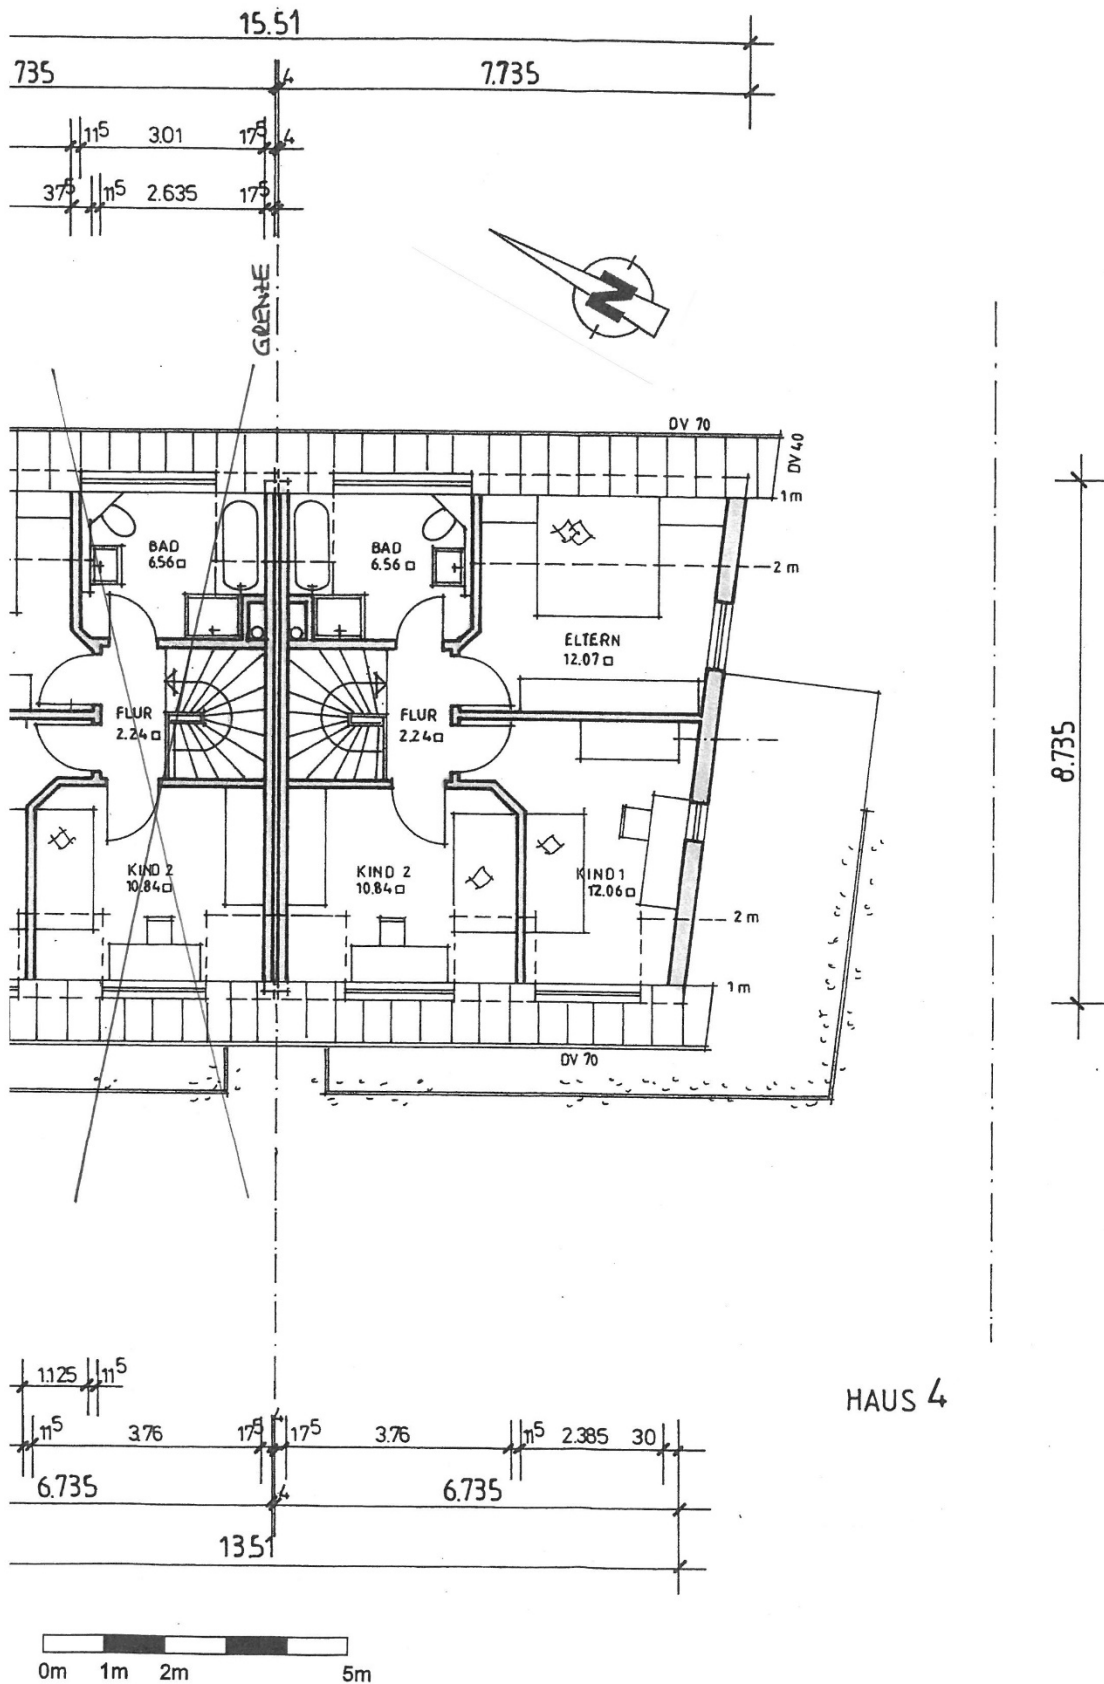 15.51
735 4 7.735
11⁵ 3.01 17⁵ 4
37⁵ 11⁵ 2.635 17⁵
GRENZE
N
DV 70
DV 40
1 m
BAD
6.56
BAD
6.56
2 m
ELTERN
12.07
FLUR
2.24
FLUR
2.24
8.735
KIND 2
10.84
KIND 2
10.84
KIND 1
12.06
2 m
1 m
DV 70
1.125 11⁵
HAUS 4
11⁵ 3.76 17⁵ 4 17⁵ 3.76 11⁵ 2.385 30
6.735 4 6.735
13.51
0m 1m 2m 5m